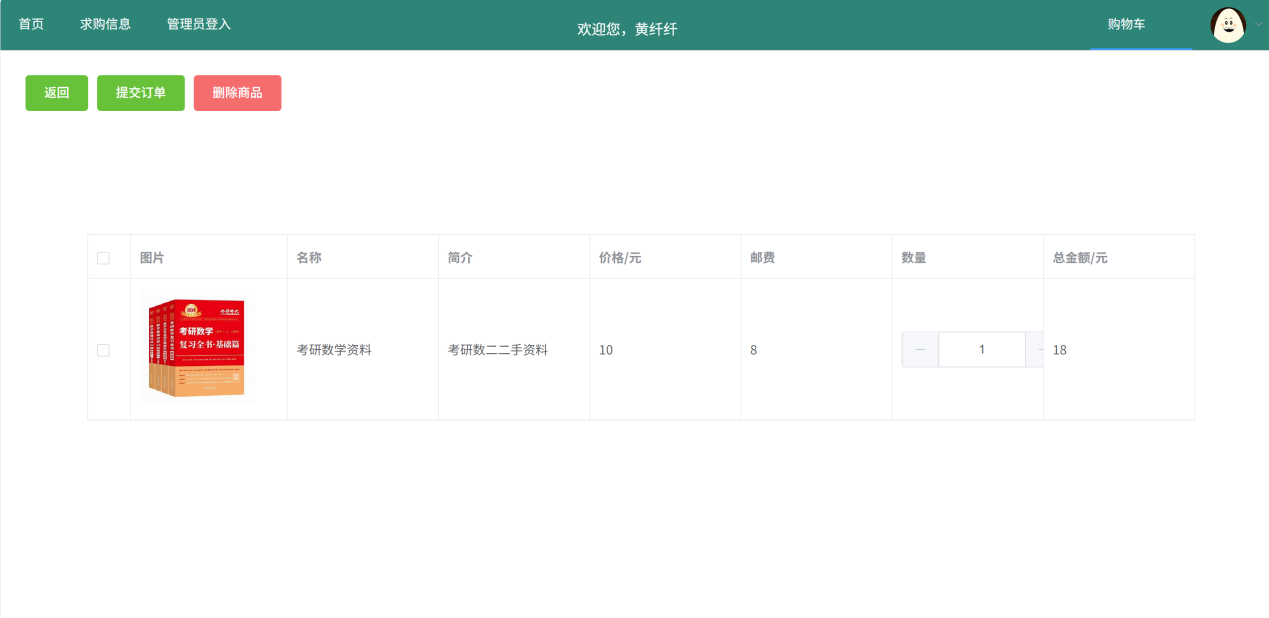 首页 求购信息 管理员登入 欢迎您，黄纤纤 购物车
返回 提交订单 删除商品
图片 名称 简介 价格/元 邮费 数量 总金额/元
考研数学
复习全书·基础篇
考研数学资料 考研数二二手资料 10 8 1 18